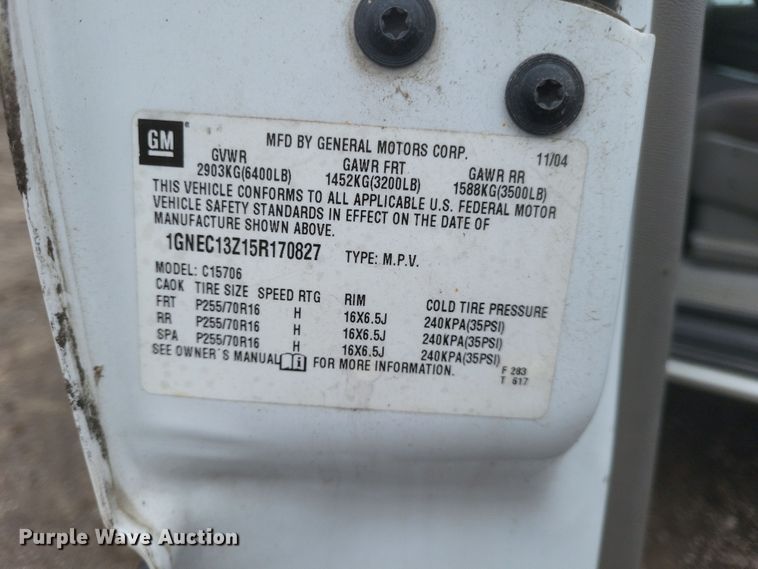 GM
MFD BY GENERAL MOTORS CORP. 11/04
GVWR GAWR FRT GAWR RR
2903KG(6400LB) 1452KG(3200LB) 1588KG(3500LB)
THIS VEHICLE CONFORMS TO ALL APPLICABLE U.S. FEDERAL MOTOR
VEHICLE SAFETY STANDARDS IN EFFECT ON THE DATE OF
MANUFACTURE SHOWN ABOVE.
1GNEC13Z15R170827 TYPE: M.P.V.
MODEL: C15706
CAOK TIRE SIZE SPEED RTG RIM COLD TIRE PRESSURE
FRT P255/70R16 H 16X6.5J 240KPA(35PSI)
RR P255/70R16 H 16X6.5J 240KPA(35PSI)
SPA P255/70R16 H 16X6.5J 240KPA(35PSI)
SEE OWNER'S MANUAL FOR MORE INFORMATION.
F 283
T 617
Purple Wave Auction